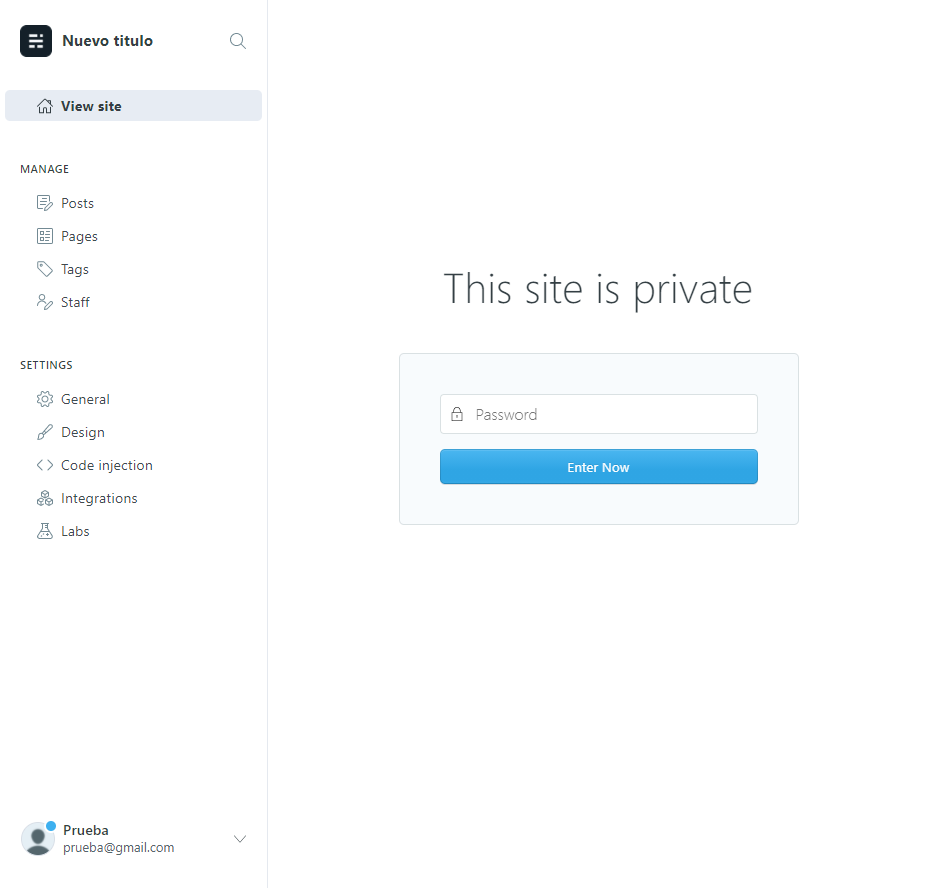 Nuevo titulo
View site
MANAGE
Posts
Pages
Tags
Staff
SETTINGS
General
Design
Code injection
Integrations
Labs
Prueba
prueba@gmail.com
This site is private
Password
Enter Now